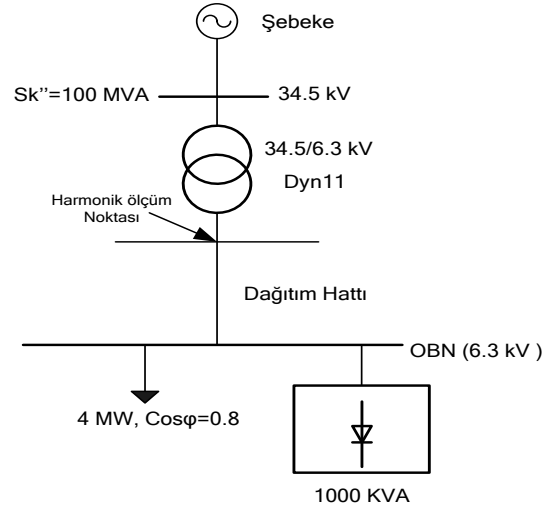 Şebeke
Sk’’=100 MVA
34.5 kV
34.5/6.3 kV
Dyn11
Harmonik ölçüm
Noktası
Dağıtım Hattı
OBN (6.3 kV )
4 MW, Cosφ=0.8
1000 KVA